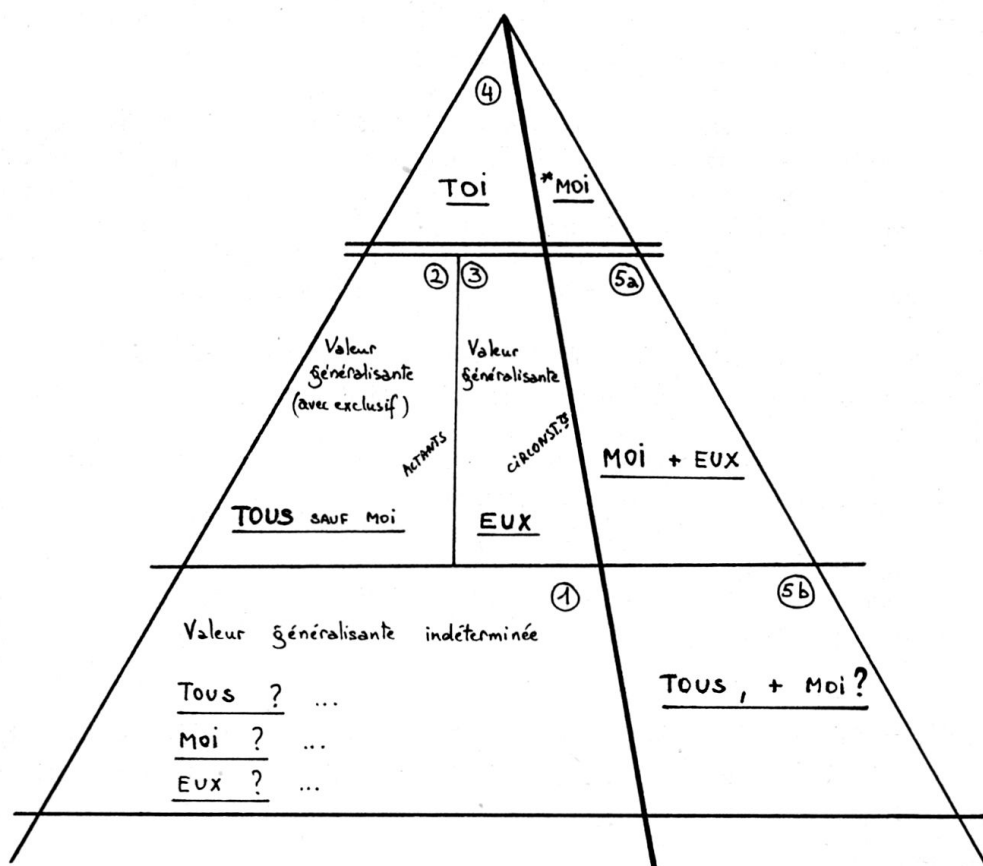 ④
TOi
*MOi
② ③
⑤a
Valeur
généralisante
(avec exclusif)
ACTANTS
TOUS SAUF MOi
Valeur
généralisante
CiRCONST.TS
EUX
MOi + EUX
①
Valeur généralisante indéterminée
TOUS ? ...
MOi ? ...
EUX ? ...
⑤b
TOUS, + MOi ?